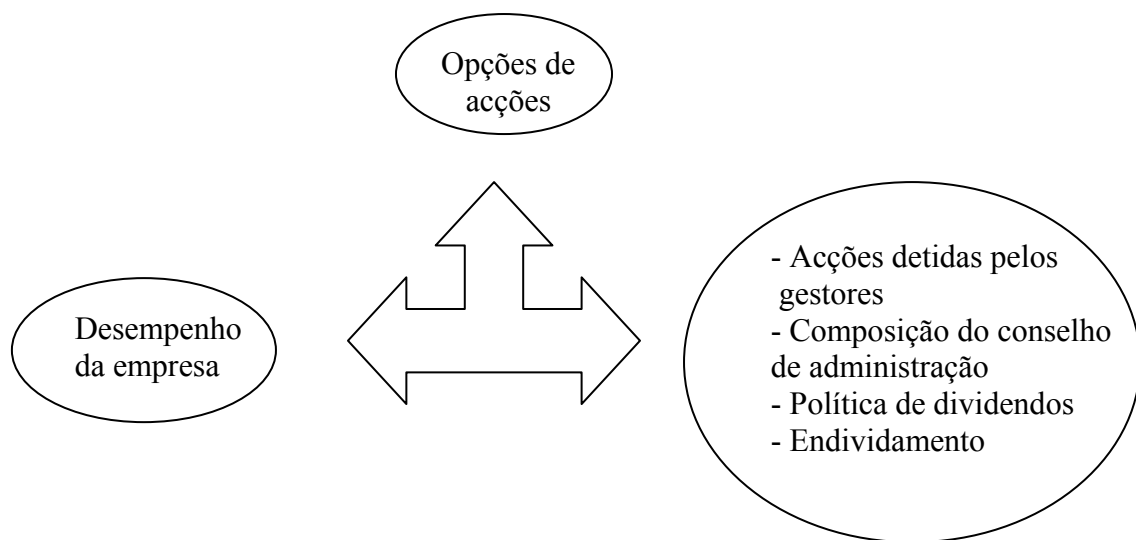 Opções de
acções
Desempenho
da empresa
- Acções detidas pelos
gestores
- Composição do conselho
de administração
- Política de dividendos
- Endividamento